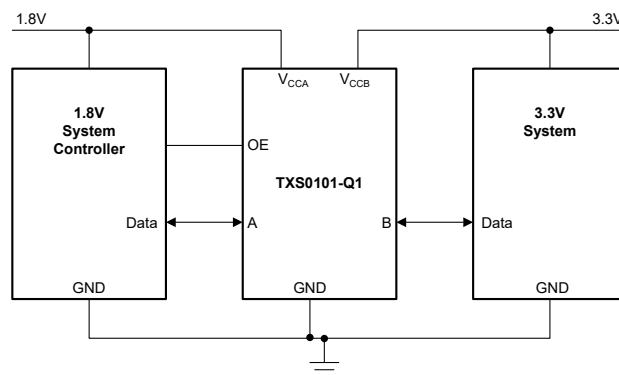 1.8V
3.3V
VCCA
VCCB
1.8V
System
Controller
3.3V
System
OE
TXS0101-Q1
Data
A
B
Data
GND
GND
GND